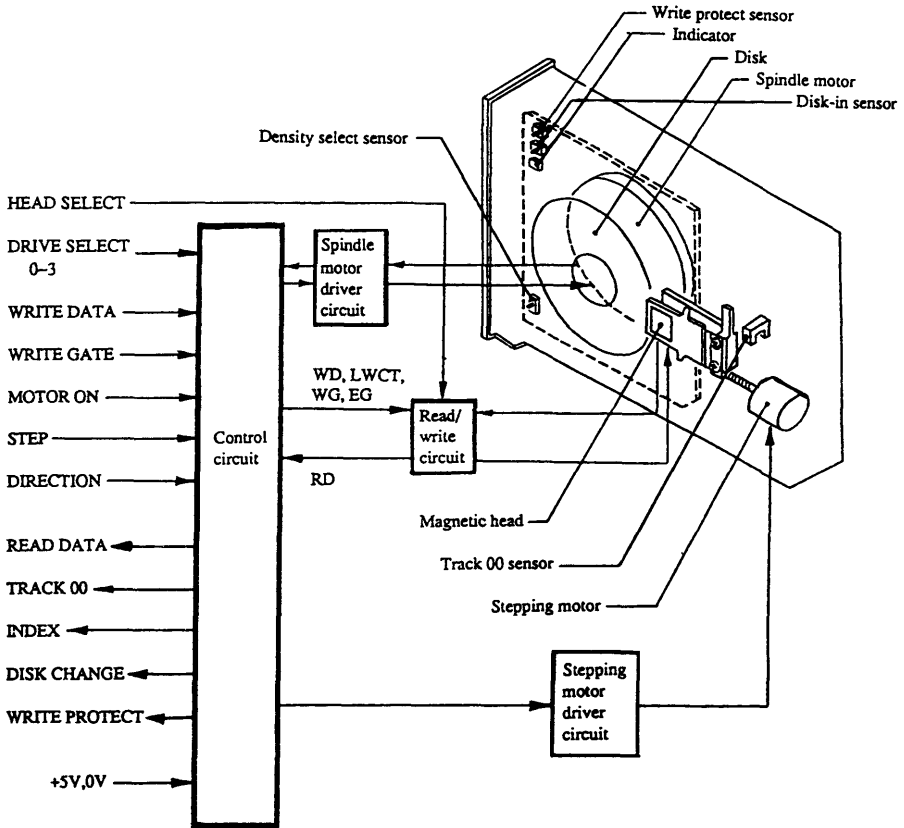 Write protect sensor
Indicator
Disk
Spindle motor
Disk-in sensor
Density select sensor
HEAD SELECT
DRIVE SELECT
0–3
WRITE DATA
WRITE GATE
MOTOR ON
STEP
DIRECTION
READ DATA
TRACK 00
INDEX
DISK CHANGE
WRITE PROTECT
+5V,0V
Control
circuit
Spindle
motor
driver
circuit
WD, LWCT,
WG, EG
RD
Read/
write
circuit
Magnetic head
Track 00 sensor
Stepping motor
Stepping
motor
driver
circuit